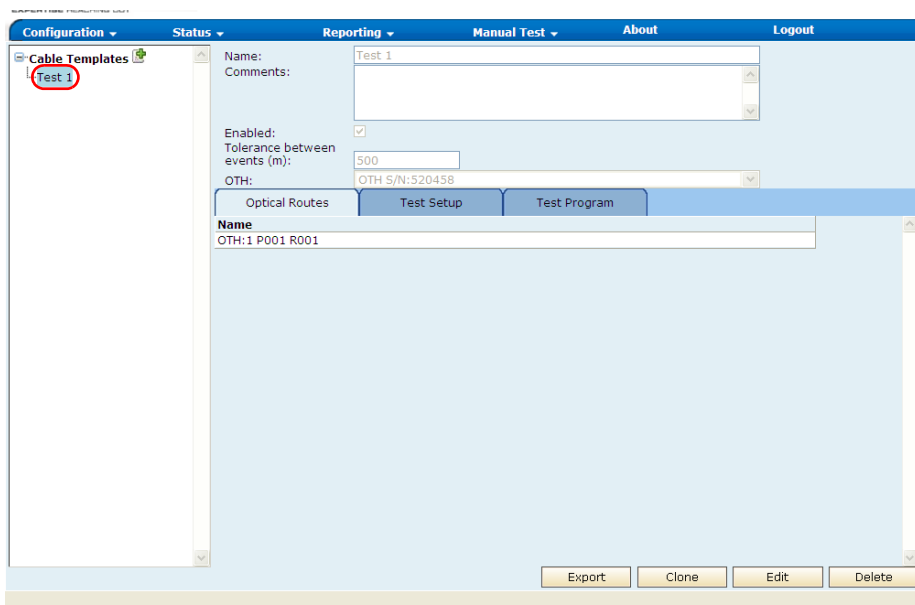 Configuration Status Reporting Manual Test About Logout
Cable Templates
Test 1
Name: Test 1
Comments:
Enabled:
Tolerance between
events (m): 500
OTH: OTH S/N:520458
Optical Routes Test Setup Test Program
Name
OTH:1 P001 R001
Export Clone Edit Delete